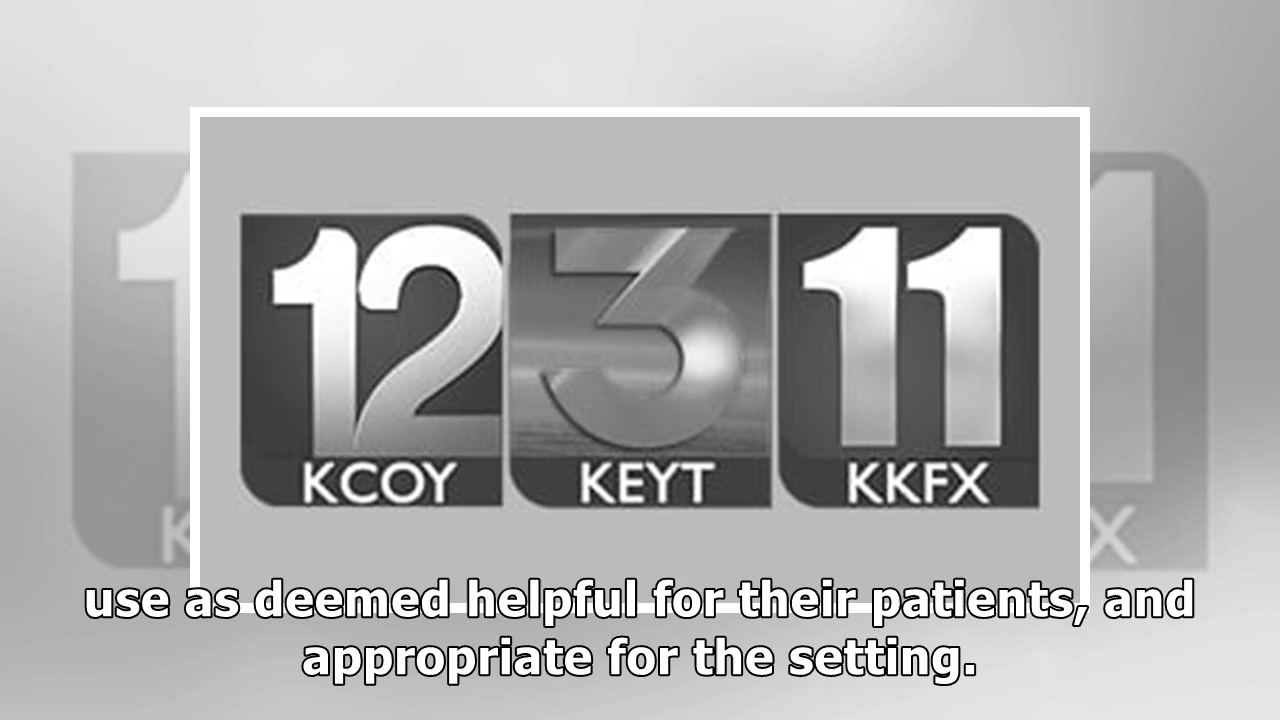 12 3 11
KCOY KEYT KKFX
use as deemed helpful for their patients, and
appropriate for the setting.